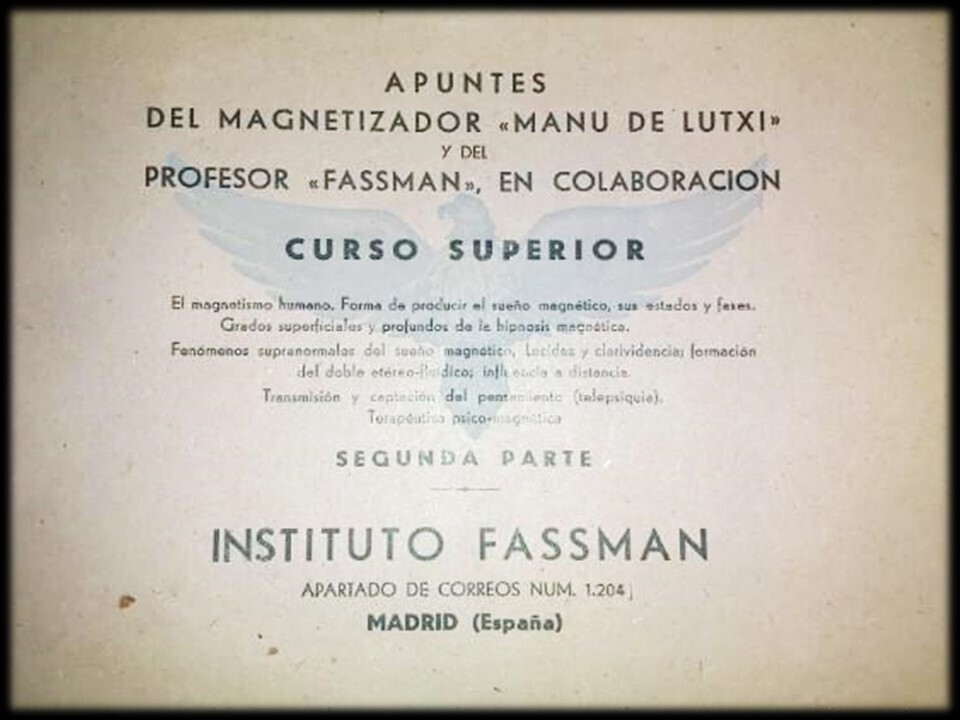 APUNTES
DEL MAGNETIZADOR «MANU DE LUTXI»
Y DEL
PROFESOR «FASSMAN», EN COLABORACION
CURSO SUPERIOR
El magnetismo humano. Forma de producir el sueño magnético, sus estados y fases.
Grados superficiales y profundos de la hipnosis magnética.
Fenómenos supranormales del sueño magnético, Lucidez y clarividencia; formación
del doble etéreo-fluídico; influencia a distancia.
Transmisión y captación del pensamiento (telepsiquia).
Terapéutica psico-magnética
SEGUNDA PARTE
INSTITUTO FASSMAN
APARTADO DE CORREOS NUM. 1.204
MADRID (España)